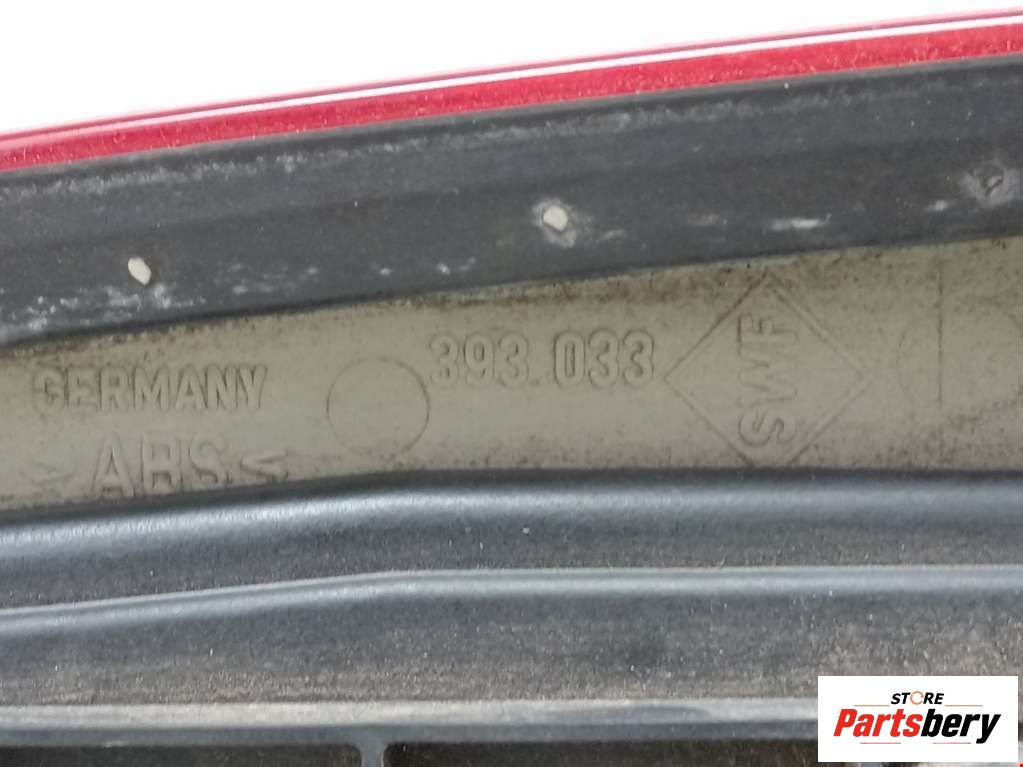 GERMANY
393 033
SWF
>ABS<
STORE
Partsbery